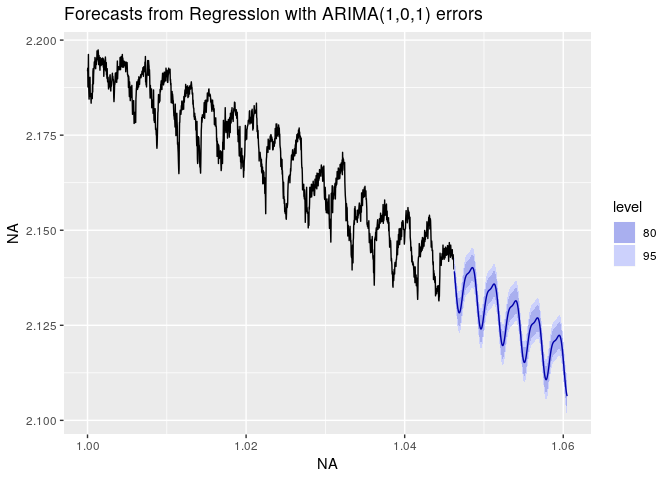 Forecasts from Regression with ARIMA(1,0,1) errors
2.200
2.175
2.150
2.125
2.100
NA
1.00
1.02
1.04
1.06
NA
level
80
95